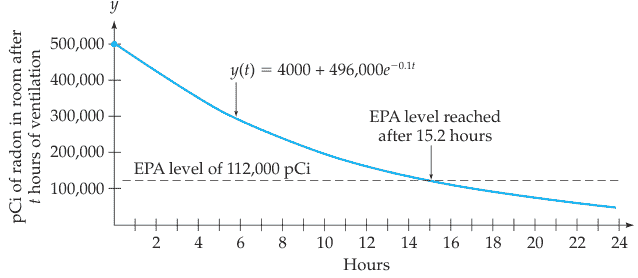 y
pCi of radon in room after
t hours of ventilation
500,000
400,000
300,000
200,000
100,000
y(t) = 4000 + 496,000e^{-0.1t}
EPA level reached
after 15.2 hours
EPA level of 112,000 pCi
2 4 6 8 10 12 14 16 18 20 22 24
Hours